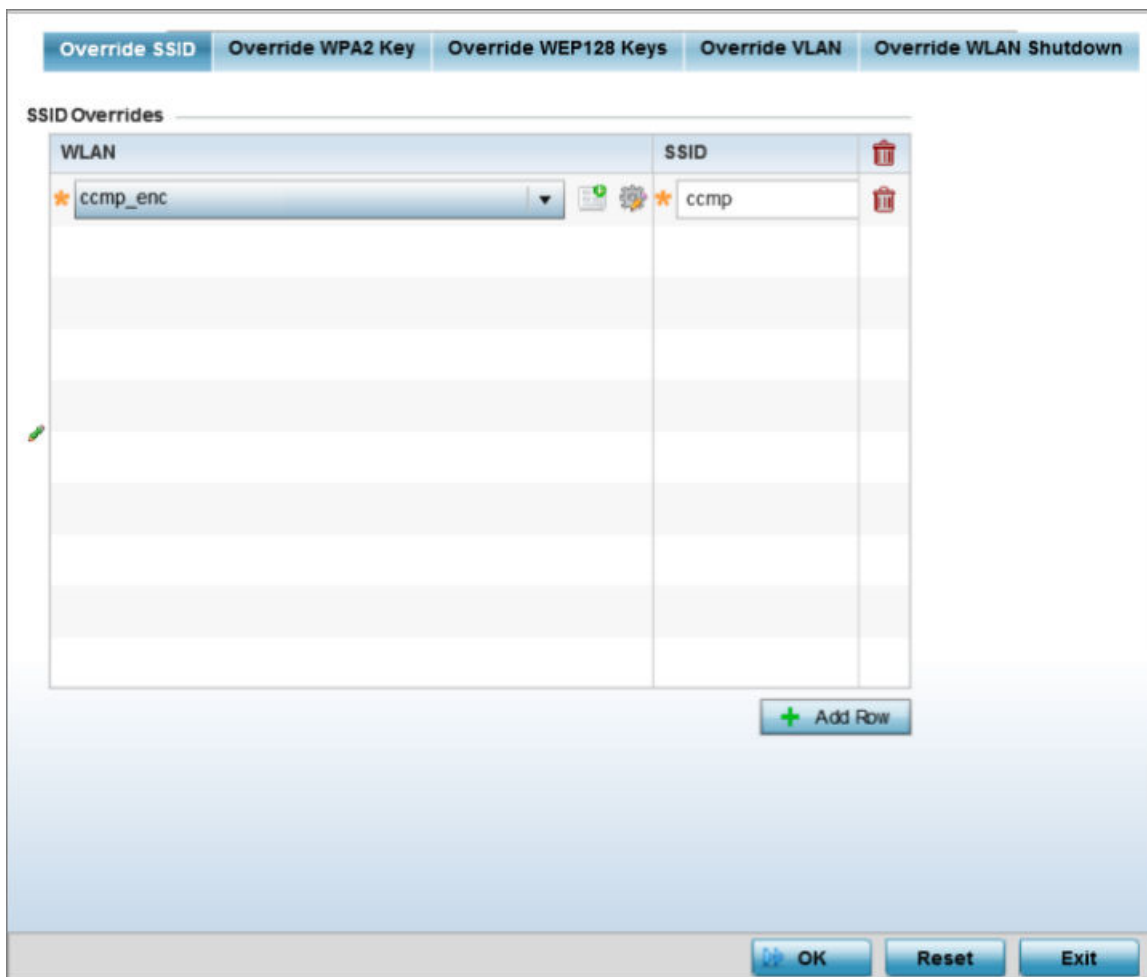 Override SSID Override WPA2 Key Override WEP128 Keys Override VLAN Override WLAN Shutdown
SSID Overrides
WLAN SSID
ccmp_enc ccmp
Add Row
OK Reset Exit